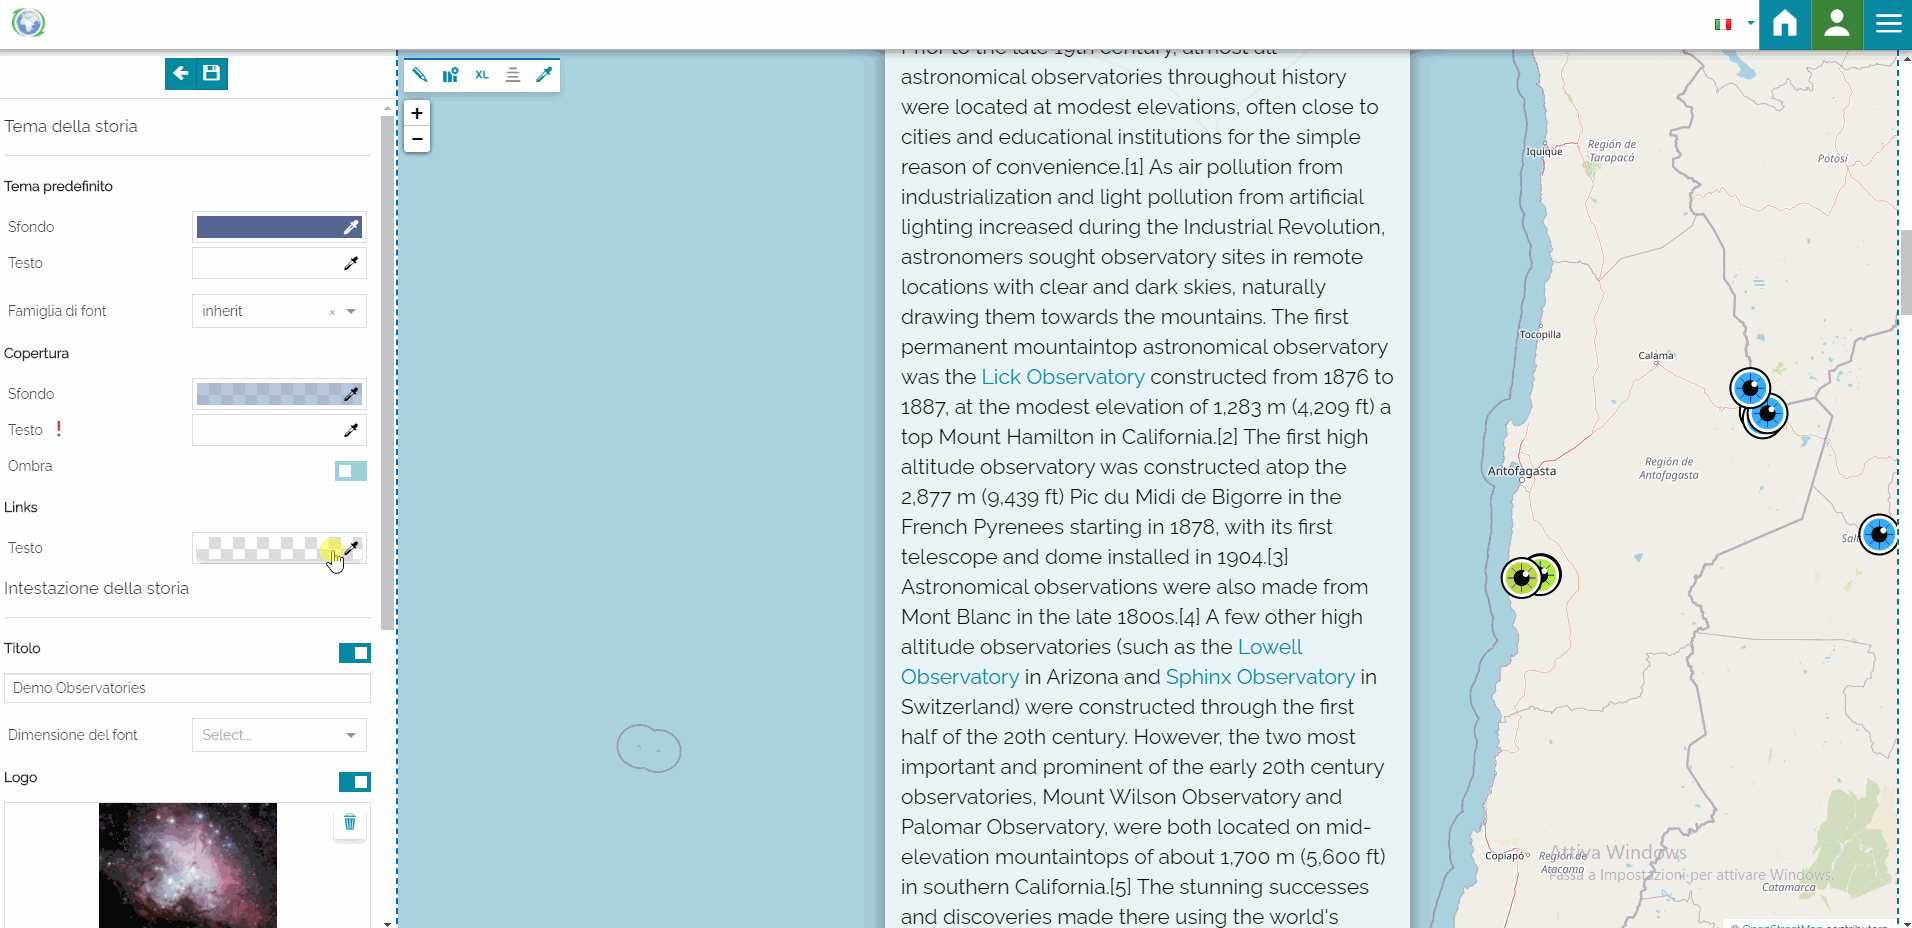 XL
+
−
Tema della storia
Tema predefinito
Sfondo
Testo
Famiglia di font
inherit
×
Copertura
Sfondo
Testo !
Ombra
Links
Testo
Intestazione della storia
Titolo
Demo Observatories
Dimensione del font
Select...
Logo
Prior to the late 19th century, almost all
astronomical observatories throughout history
were located at modest elevations, often close to
cities and educational institutions for the simple
reason of convenience.[1] As air pollution from
industrialization and light pollution from artificial
lighting increased during the Industrial Revolution,
astronomers sought observatory sites in remote
locations with clear and dark skies, naturally
drawing them towards the mountains. The first
permanent mountaintop astronomical observatory
was the Lick Observatory constructed from 1876 to
1887, at the modest elevation of 1,283 m (4,209 ft) a
top Mount Hamilton in California.[2] The first high
altitude observatory was constructed atop the
2,877 m (9,439 ft) Pic du Midi de Bigorre in the
French Pyrenees starting in 1878, with its first
telescope and dome installed in 1904.[3]
Astronomical observations were also made from
Mont Blanc in the late 1800s.[4] A few other high
altitude observatories (such as the Lowell
Observatory in Arizona and Sphinx Observatory in
Switzerland) were constructed through the first
half of the 20th century. However, the two most
important and prominent of the early 20th century
observatories, Mount Wilson Observatory and
Palomar Observatory, were both located on mid-
elevation mountaintops of about 1,700 m (5,600 ft)
in southern California.[5] The stunning successes
and discoveries made there using the world's
Iquique
Región de
Tarapacá
Potosí
Tocopilla
Calama
Antofagasta
Región de
Antofagasta
Copiapó
Región de
Atacama
Catamarca
Attiva Windows
Passa a Impostazioni per attivare Windows.
© OpenStreetMap contributors